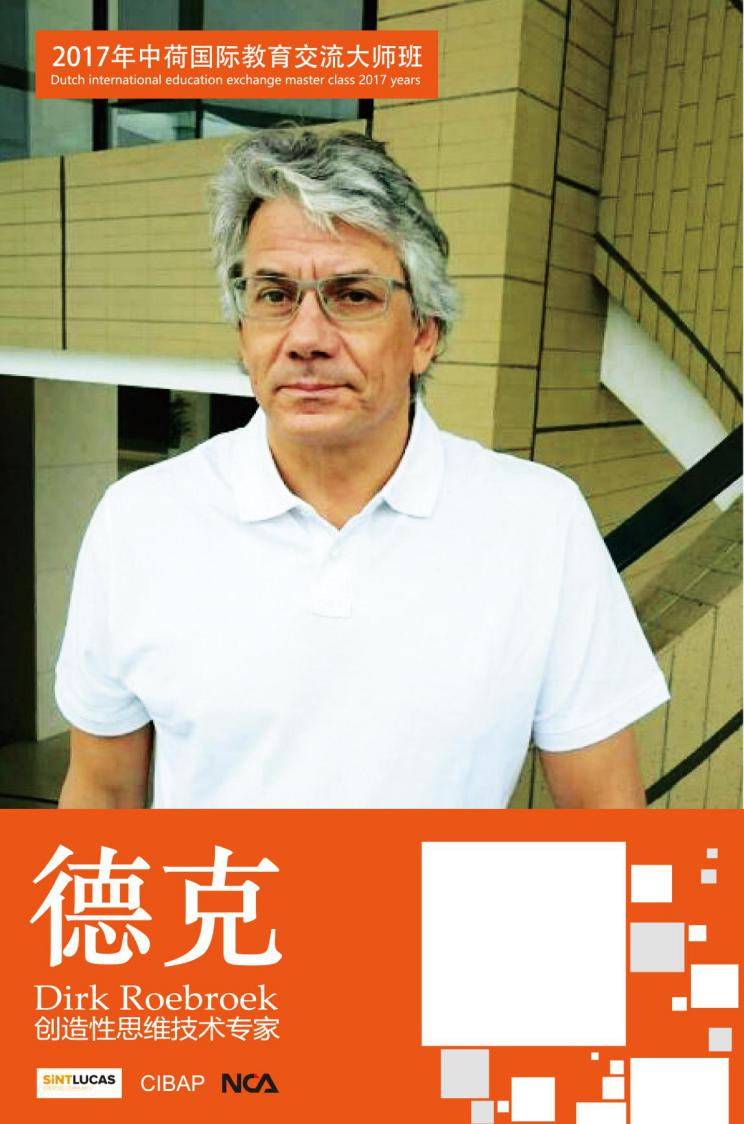 2017年中荷国际教育交流大师班
Dutch international education exchange master class 2017 years
德克
Dirk Roebroek
创造性思维技术专家
SiNTLUCAS
CIBAP
NCA